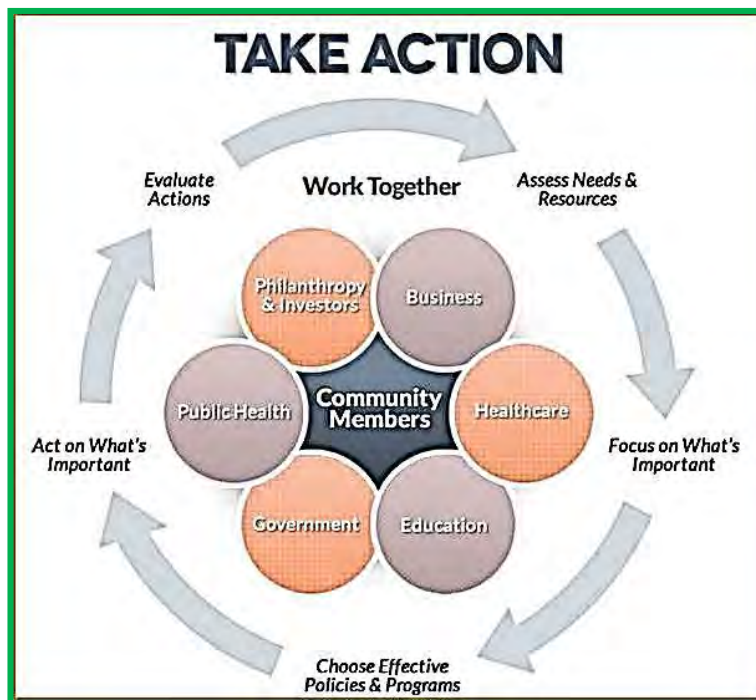 TAKE ACTION
Work Together
Evaluate
Actions
Assess Needs &
Resources
Philanthropy
& Investors
Business
Public Health
Community
Members
Healthcare
Act on What's
Important
Focus on What's
Important
Government
Education
Choose Effective
Policies & Programs